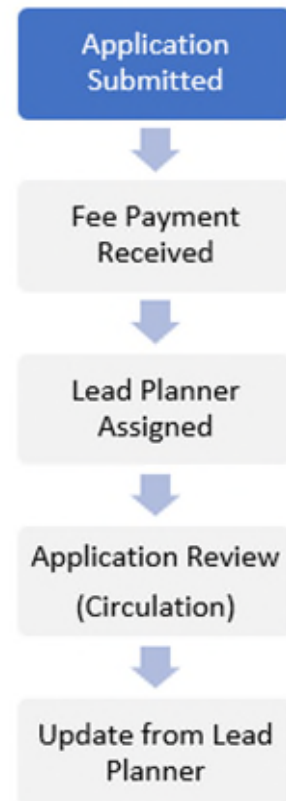 Application
Submitted
Fee Payment
Received
Lead Planner
Assigned
Application Review
(Circulation)
Update from Lead
Planner